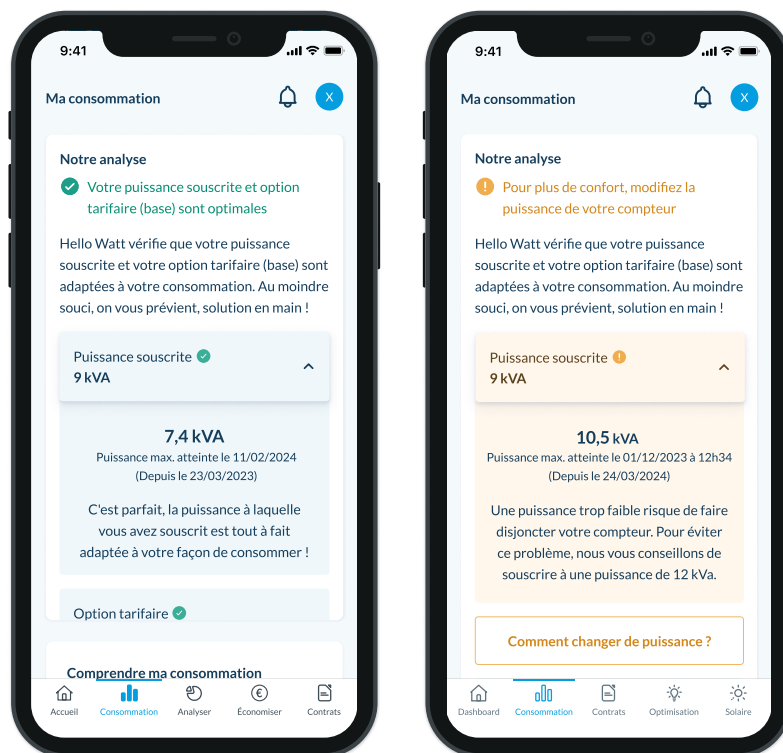 9:41
Ma consommation
X
Notre analyse
Votre puissance souscrite et option
tarifaire (base) sont optimales
Hello Watt vérifie que votre puissance
souscrite et votre option tarifaire (base) sont
adaptées à votre consommation. Au moindre
souci, on vous prévient, solution en main !
Puissance souscrite
9 kVA
7,4 kVA
Puissance max. atteinte le 11/02/2024
(Depuis le 23/03/2023)
C'est parfait, la puissance à laquelle
vous avez souscrit est tout à fait
adaptée à votre façon de consommer !
Option tarifaire
Comprendre ma consommation
Accueil
Consommation
Analyser
€
Économiser
Contrats
9:41
Ma consommation
X
Notre analyse
Pour plus de confort, modifiez la
puissance de votre compteur
Hello Watt vérifie que votre puissance
souscrite et votre option tarifaire (base) sont
adaptées à votre consommation. Au moindre
souci, on vous prévient, solution en main !
Puissance souscrite
9 kVA
10,5 kVA
Puissance max. atteinte le 01/12/2023 à 12h34
(Depuis le 24/03/2024)
Une puissance trop faible risque de faire
disjoncter votre compteur. Pour éviter
ce problème, nous vous conseillons de
souscrire à une puissance de 12 kVa.
Comment changer de puissance ?
Dashboard
Consommation
Contrats
Optimisation
Solaire